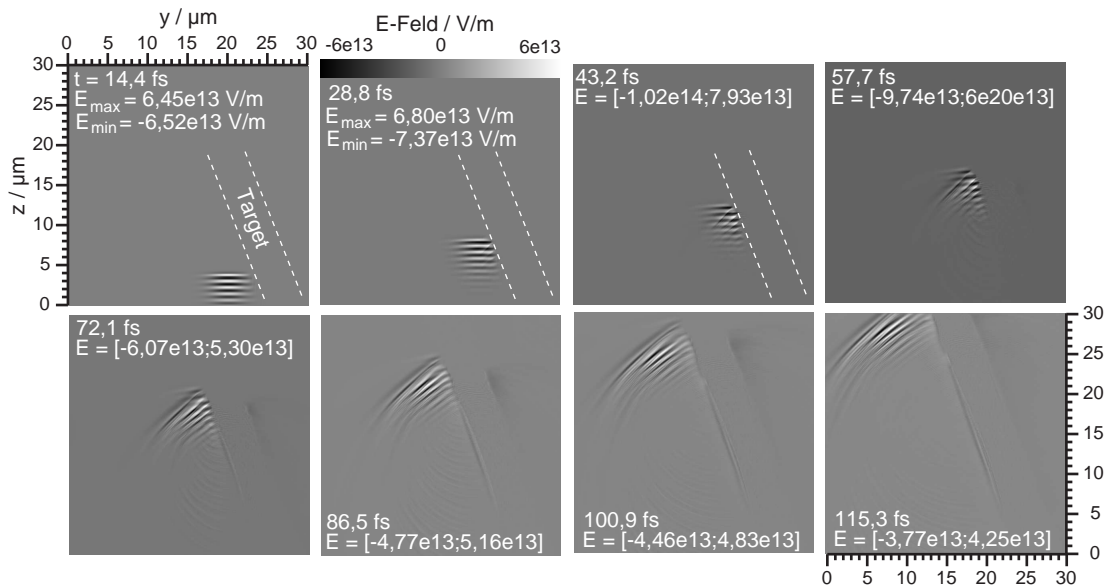 y / µm
E-Feld / V/m
0 5 10 15 20 25 30
-6e13 0 6e13
30
25
20
15
10
5
0
z / µm
t = 14,4 fs
Emax = 6,45e13 V/m
Emin = -6,52e13 V/m
Target
28,8 fs
Emax = 6,80e13 V/m
Emin = -7,37e13 V/m
43,2 fs
E = [-1,02e14;7,93e13]
57,7 fs
E = [-9,74e13;6e20e13]
72,1 fs
E = [-6,07e13;5,30e13]
86,5 fs
E = [-4,77e13;5,16e13]
100,9 fs
E = [-4,46e13;4,83e13]
115,3 fs
E = [-3,77e13;4,25e13]
30
25
20
15
10
5
0
0 5 10 15 20 25 30